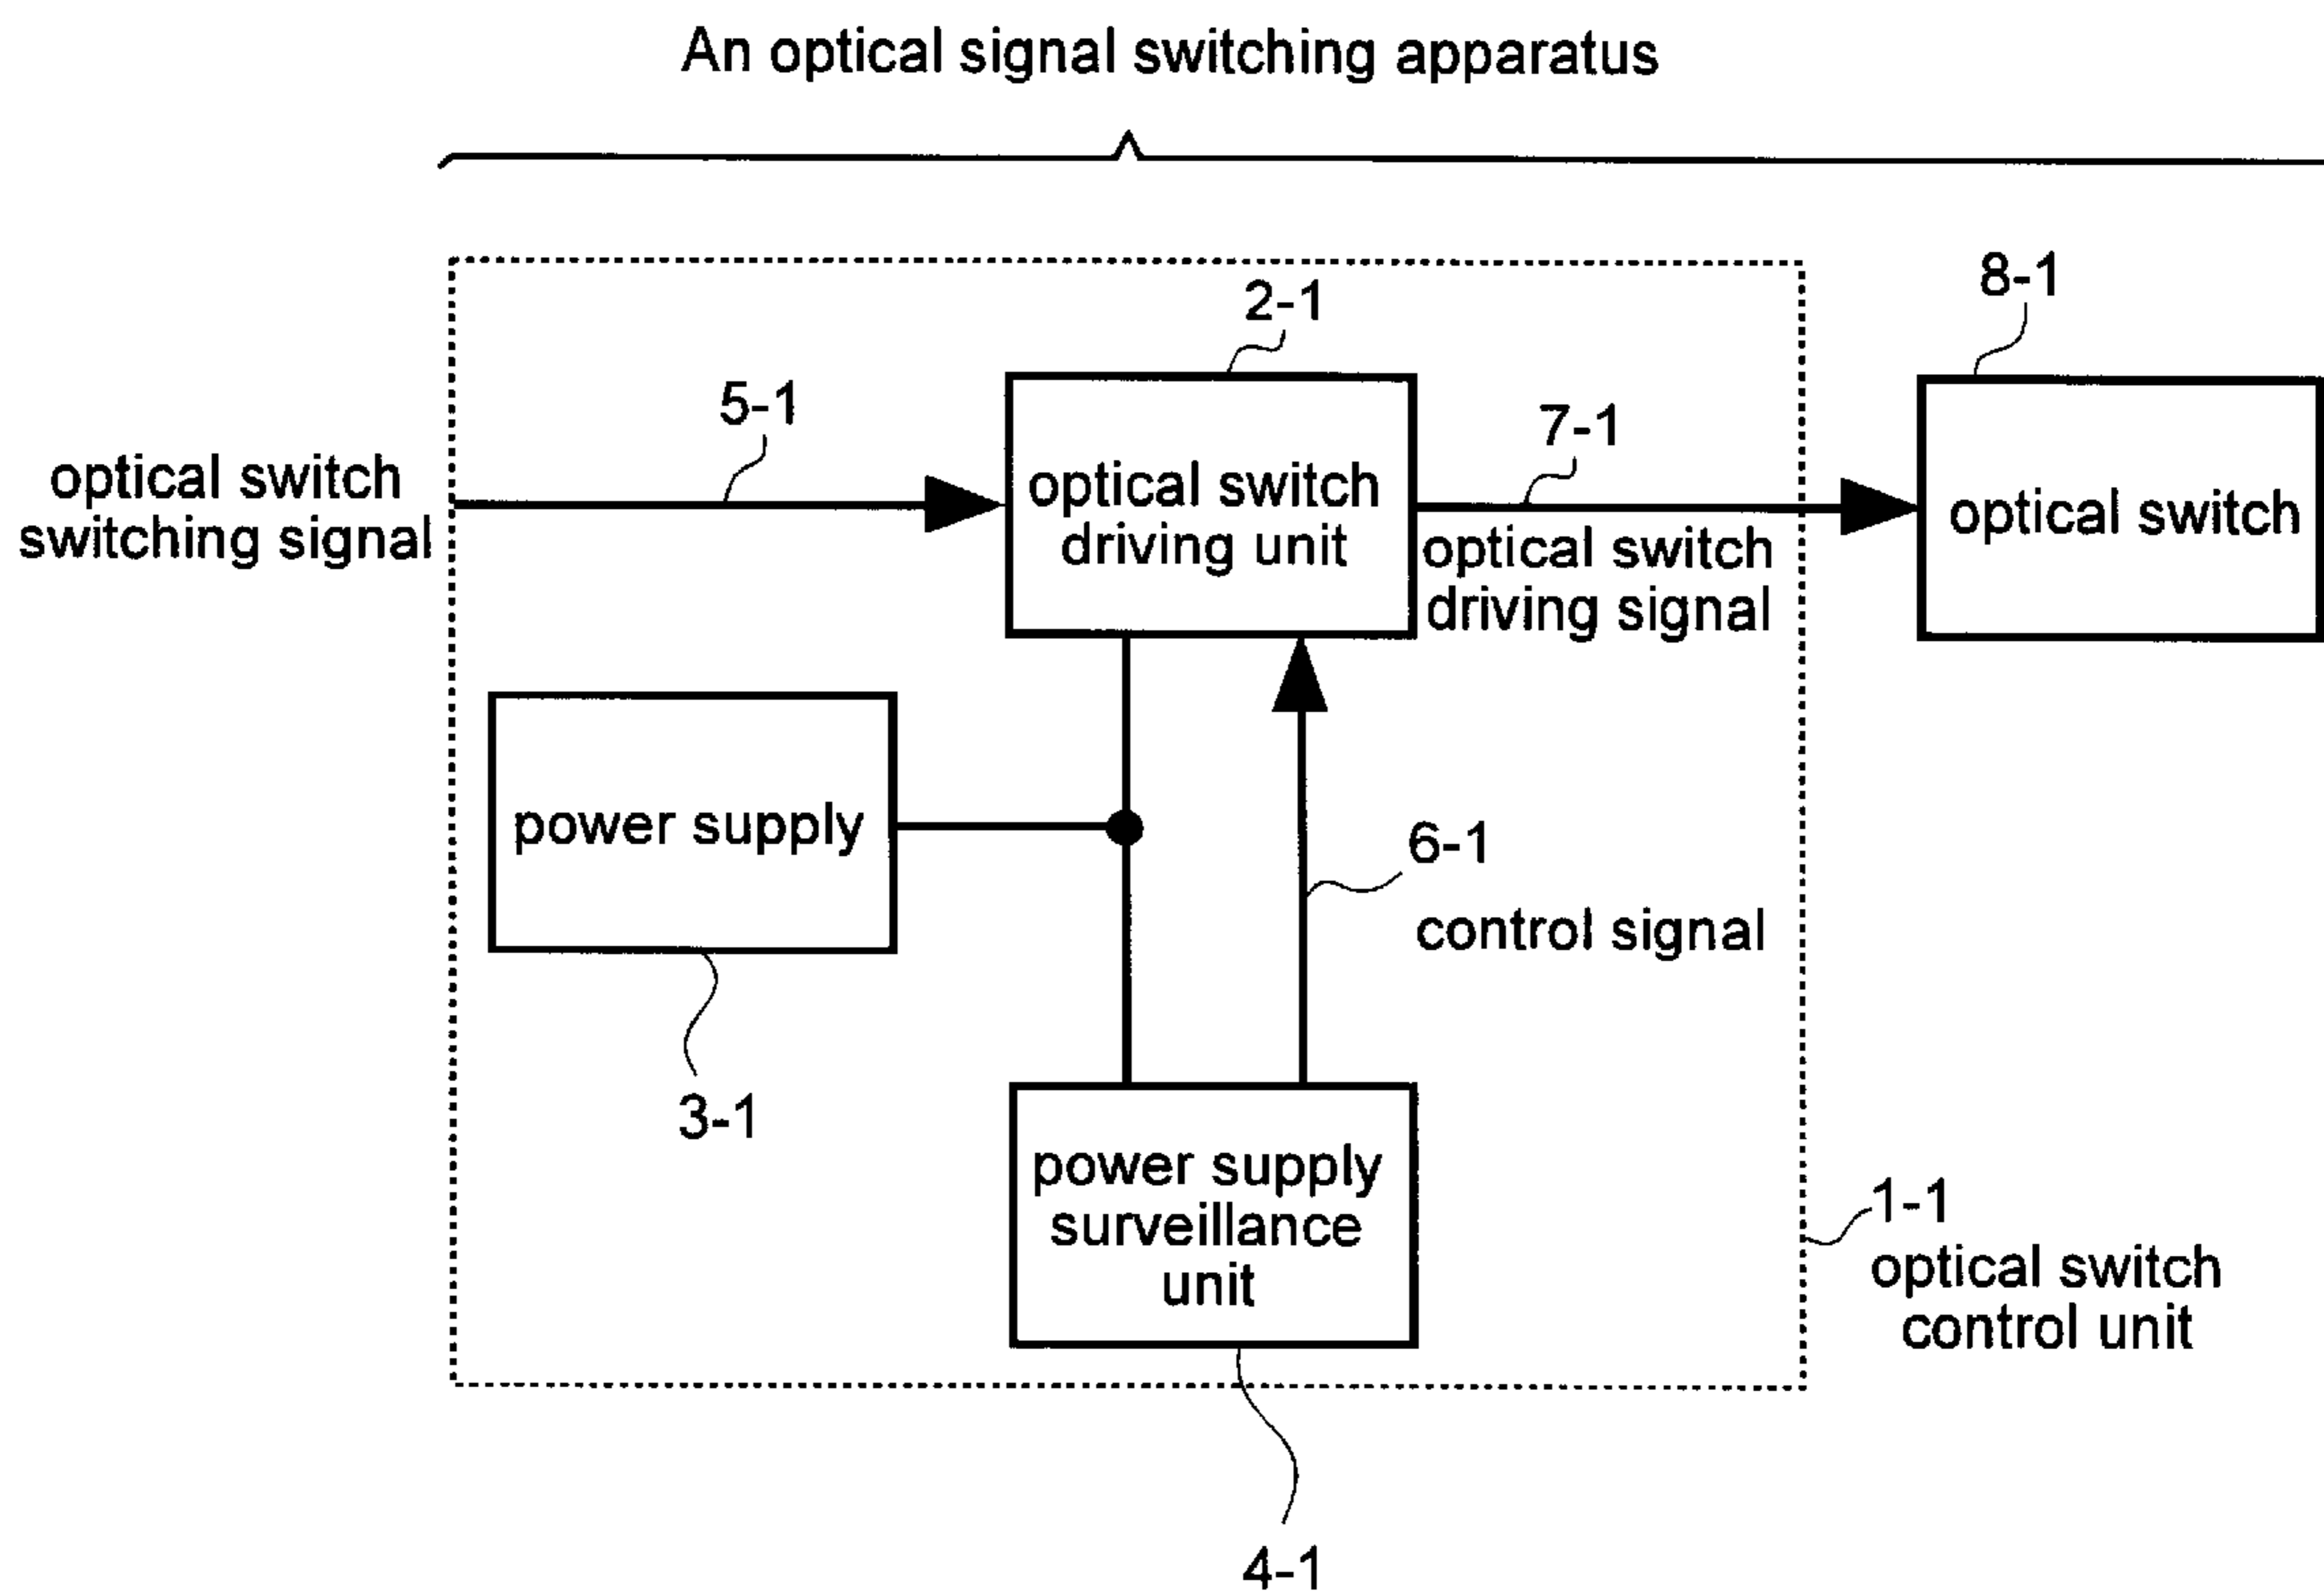 An optical signal switching apparatus
8-1
2-1
5-1
7-1
optical switch
switching signal
optical switch
driving unit
optical switch
driving signal
optical switch
power supply
6-1
control signal
3-1
power supply
surveillance
unit
1-1
optical switch
control unit
4-1